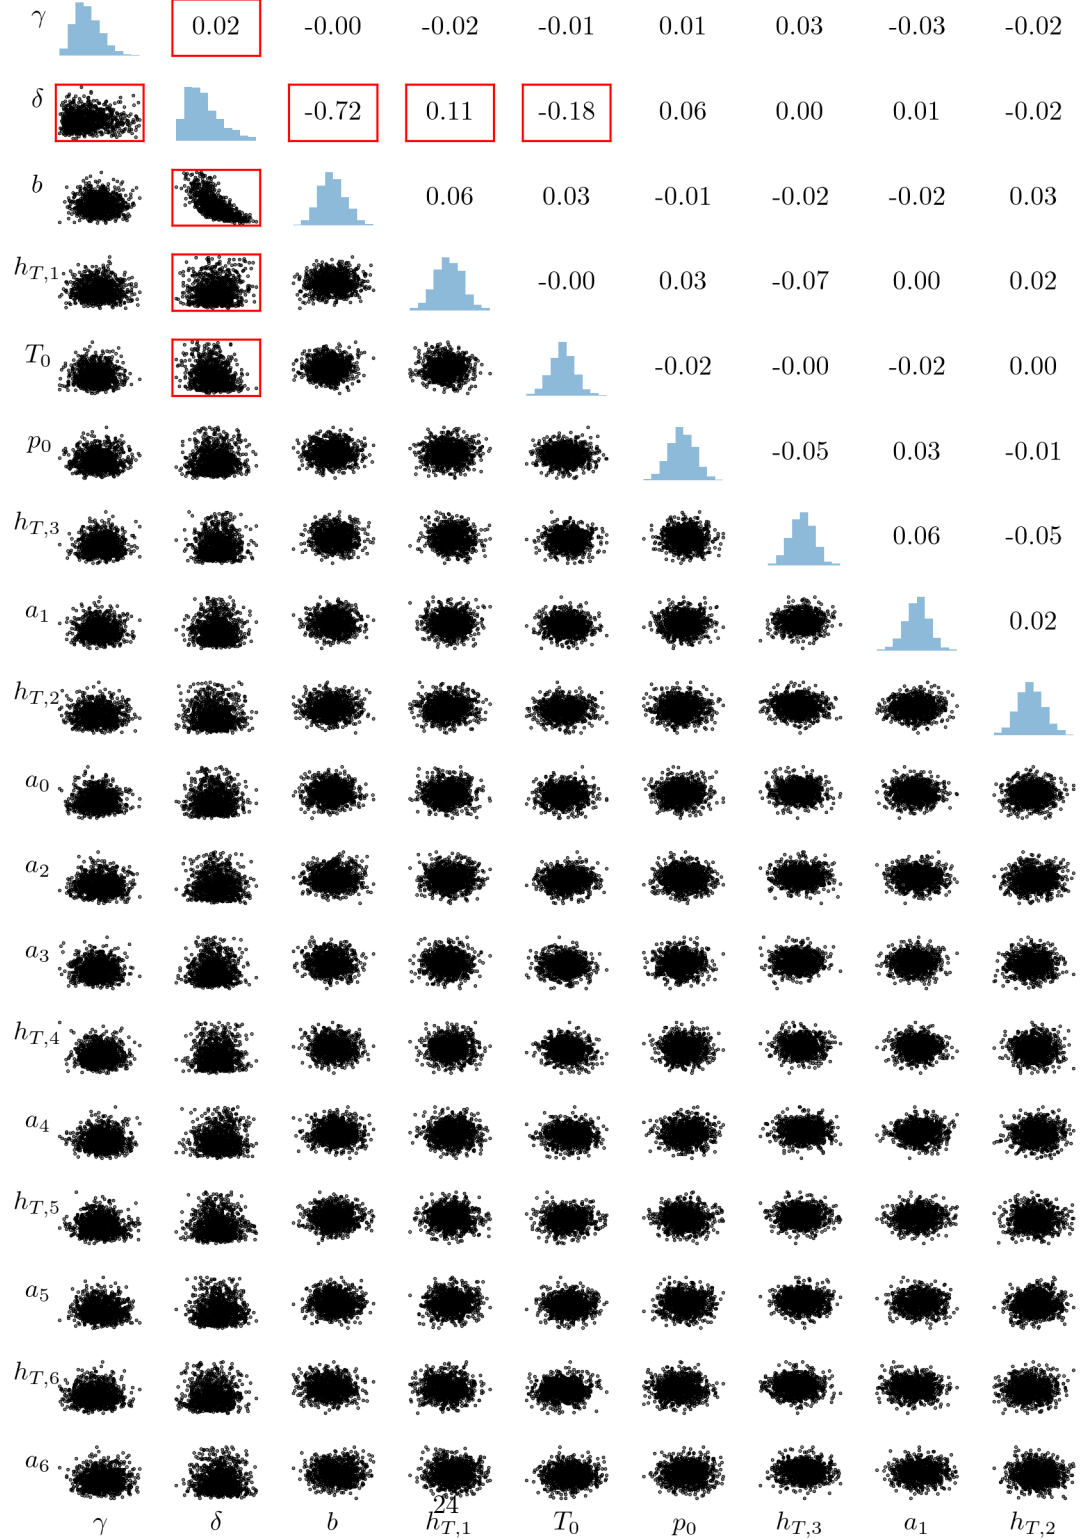 γ 0.02 -0.00 -0.02 -0.01 0.01 0.03 -0.03 -0.02
δ -0.72 0.11 -0.18 0.06 0.00 0.01 -0.02
b 0.06 0.03 -0.01 -0.02 -0.02 0.03
h_{T,1} -0.00 0.03 -0.07 0.00 0.02
T_0 -0.02 -0.00 -0.02 0.00
p_0 -0.05 0.03 -0.01
h_{T,3} 0.06 -0.05
a_1 0.02
h_{T,2}
a_0
a_2
a_3
h_{T,4}
a_4
h_{T,5}
a_5
h_{T,6}
a_6
24
γ δ b h_{T,1} T_0 p_0 h_{T,3} a_1 h_{T,2}